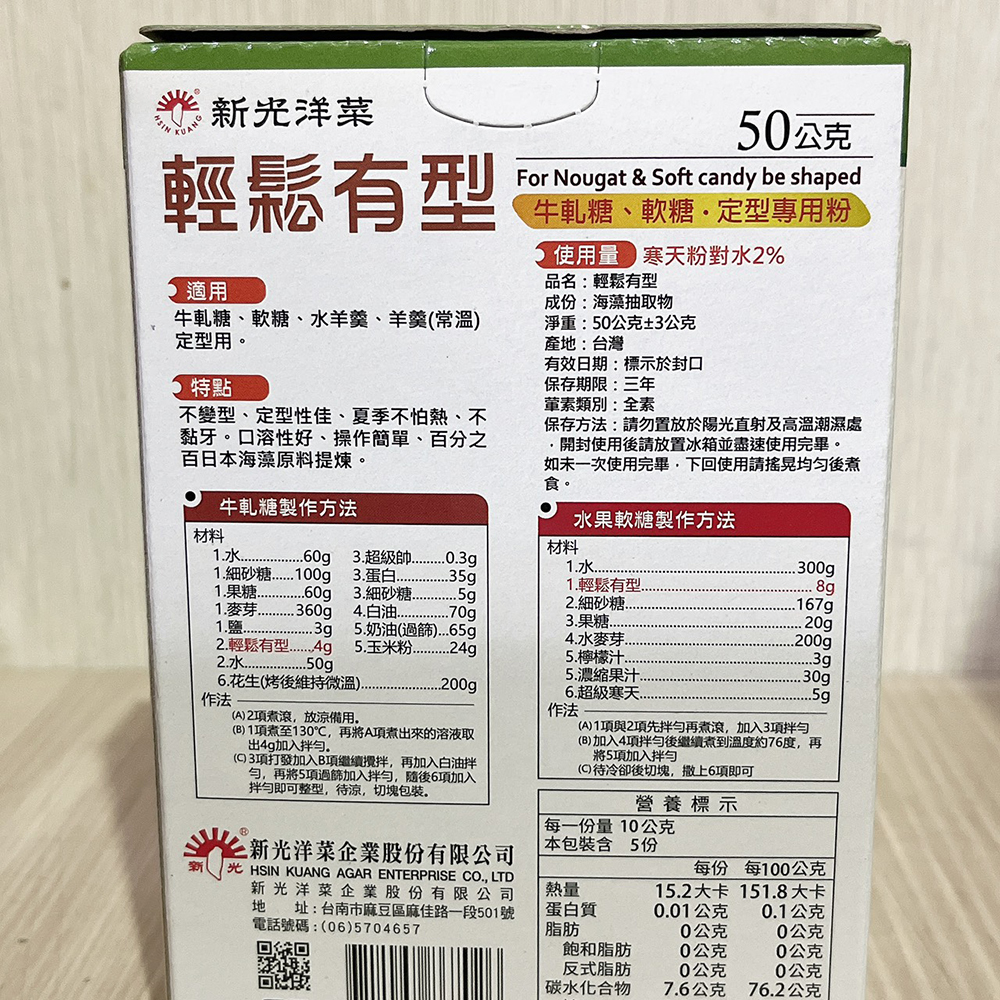 HSIN KUANG
新光洋菜
50公克
輕鬆有型
For Nougat & Soft candy be shaped
牛軋糖、軟糖·定型專用粉
適用
牛軋糖、軟糖、水羊羹、羊羹(常溫)
定型用。
特點
不變型、定型性佳、夏季不怕熱、不
黏牙。口溶性好、操作簡單、百分之
百日本海藻原料提煉。
使用量 寒天粉對水2%
品名：輕鬆有型
成份：海藻抽取物
淨重：50公克±3公克
產地：台灣
有效日期：標示於封口
保存期限：三年
葷素類別：全素
保存方法：請勿置放於陽光直射及高溫潮濕處
，開封使用後請放置冰箱並盡速使用完畢。
如未一次使用完畢，下回使用請搖晃均勻後煮
食。
牛軋糖製作方法
材料
1.水................60g 3.超級帥.........0.3g
1.細砂糖......100g 3.蛋白............35g
1.果糖............60g 3.細砂糖...........5g
1.麥芽..........360g 4.白油............70g
1.鹽................3g 5.奶油(過篩)...65g
2.輕鬆有型......4g 5.玉米粉.........24g
2.水................50g
6.花生(烤後維持微溫)......................200g
作法
(A)2項煮滾，放涼備用。
(B)1項煮至130℃，再將A項煮出來的溶液取
出4g加入拌勻。
(C)3項打發加入B項繼續攪拌，再加入白油拌
勻，再將5項過篩加入拌勻，隨後6項加入
拌勻即可整型，待涼，切塊包裝。
水果軟糖製作方法
材料
1.水..............................300g
1.輕鬆有型..............................8g
2.細砂糖..............................167g
3.果糖..............................20g
4.水麥芽..............................200g
5.檸檬汁..............................3g
5.濃縮果汁..............................30g
6.超級寒天..............................5g
作法
(A)1項與2項先拌勻再煮滾，加入3項拌勻
(B)加入4項拌勻後繼續煮到溫度約76度，再
將5項加入拌勻
(C)待冷卻後切塊，撒上6項即可
新光
新光洋菜企業股份有限公司
HSIN KUANG AGAR ENTERPRISE CO., LTD
新光洋菜企業股份有限公司
地 址：台南市麻豆區麻佳路一段501號
電話號碼：(06)5704657
營養標示
每一份量 10公克
本包裝含 5份
每份 每100公克
熱量 15.2大卡 151.8大卡
蛋白質 0.01公克 0.1公克
脂肪 0公克 0公克
飽和脂肪 0公克 0公克
反式脂肪 0公克 0公克
碳水化合物 7.6公克 76.2公克